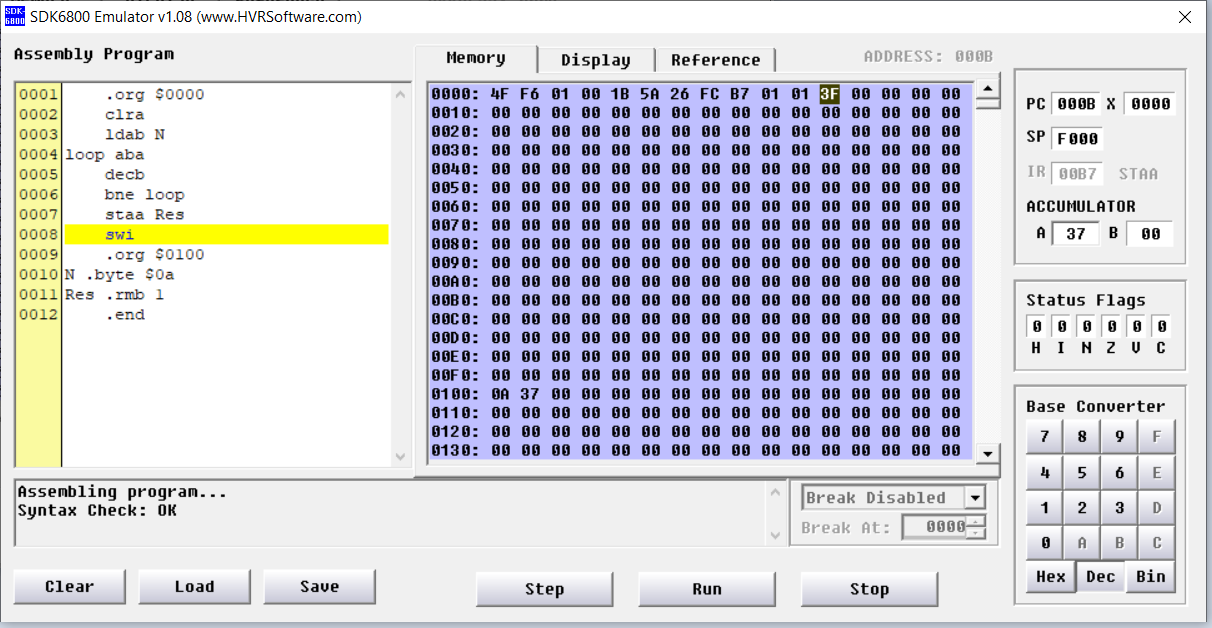 SDK-
6800 SDK6800 Emulator v1.08 (www.HVRSoftware.com)
Assembly Program
Memory Display Reference ADDRESS: 000B
0001 .org $0000
0002 clra
0003 ldab N
0004 loop aba
0005 decb
0006 bne loop
0007 staa Res
0008 swi
0009 .org $0100
0010 N .byte $0a
0011 Res .rmb 1
0012 .end
0000: 4F F6 01 00 1B 5A 26 FC B7 01 01 3F 00 00 00 00
0010: 00 00 00 00 00 00 00 00 00 00 00 00 00 00 00 00
0020: 00 00 00 00 00 00 00 00 00 00 00 00 00 00 00 00
0030: 00 00 00 00 00 00 00 00 00 00 00 00 00 00 00 00
0040: 00 00 00 00 00 00 00 00 00 00 00 00 00 00 00 00
0050: 00 00 00 00 00 00 00 00 00 00 00 00 00 00 00 00
0060: 00 00 00 00 00 00 00 00 00 00 00 00 00 00 00 00
0070: 00 00 00 00 00 00 00 00 00 00 00 00 00 00 00 00
0080: 00 00 00 00 00 00 00 00 00 00 00 00 00 00 00 00
0090: 00 00 00 00 00 00 00 00 00 00 00 00 00 00 00 00
00A0: 00 00 00 00 00 00 00 00 00 00 00 00 00 00 00 00
00B0: 00 00 00 00 00 00 00 00 00 00 00 00 00 00 00 00
00C0: 00 00 00 00 00 00 00 00 00 00 00 00 00 00 00 00
00D0: 00 00 00 00 00 00 00 00 00 00 00 00 00 00 00 00
00E0: 00 00 00 00 00 00 00 00 00 00 00 00 00 00 00 00
00F0: 00 00 00 00 00 00 00 00 00 00 00 00 00 00 00 00
0100: 0A 37 00 00 00 00 00 00 00 00 00 00 00 00 00 00
0110: 00 00 00 00 00 00 00 00 00 00 00 00 00 00 00 00
0120: 00 00 00 00 00 00 00 00 00 00 00 00 00 00 00 00
0130: 00 00 00 00 00 00 00 00 00 00 00 00 00 00 00 00
PC 000B X 0000
SP F000
IR 00B7 STAA
ACCUMULATOR
A 37 B 00
Status Flags
0 0 0 0 0 0
H I N Z V C
Base Converter
7 8 9 F
4 5 6 E
1 2 3 D
0 A B C
Hex Dec Bin
Assembling program...
Syntax Check: OK
Break Disabled
Break At: 0000
Clear Load Save Step Run Stop